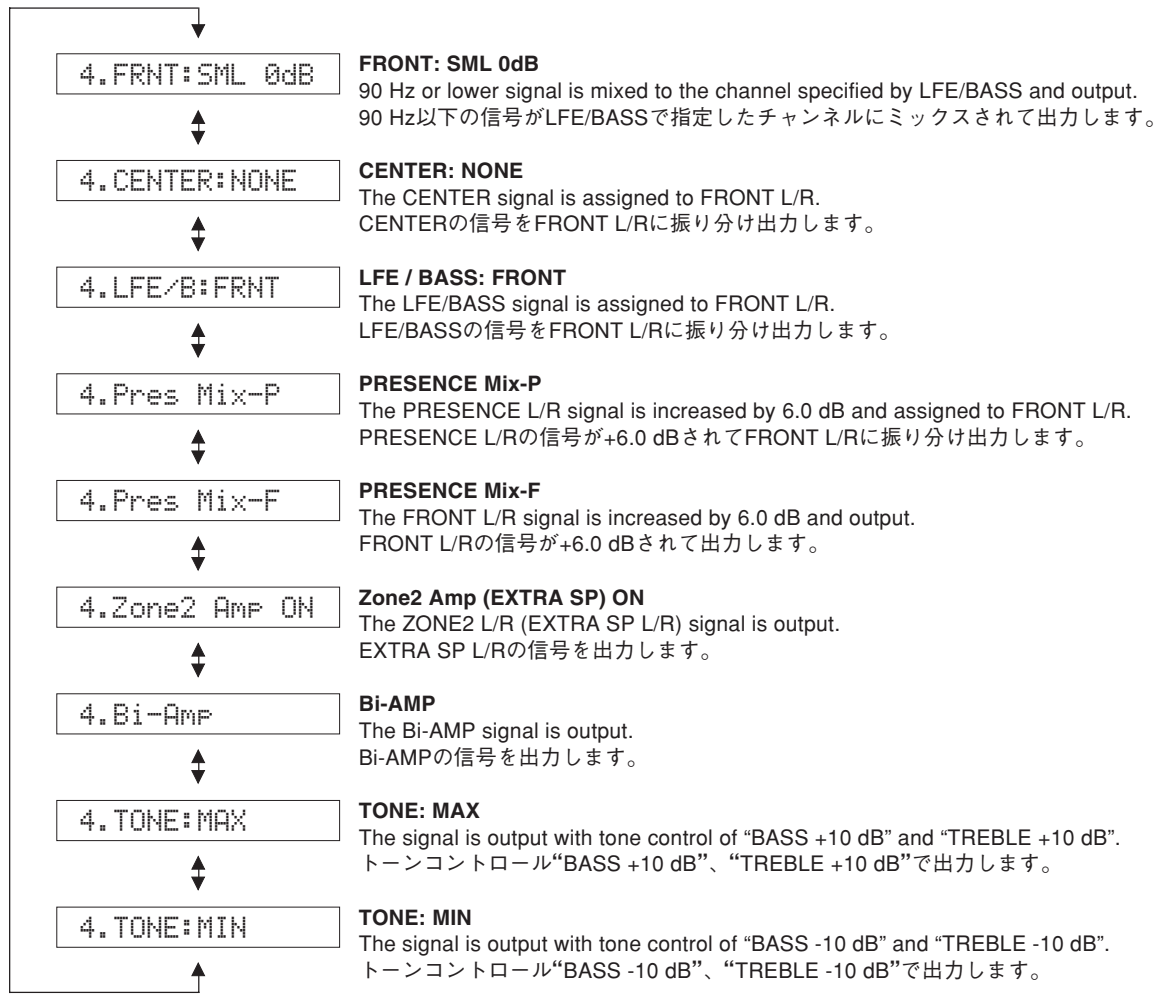 4.FRNT:SML 0dB
FRONT: SML 0dB
90 Hz or lower signal is mixed to the channel specified by LFE/BASS and output.
90 Hz以下の信号がLFE/BASSで指定したチャンネルにミックスされて出力します。
4.CENTER:NONE
CENTER: NONE
The CENTER signal is assigned to FRONT L/R.
CENTERの信号をFRONT L/Rに振り分け出力します。
4.LFE/B:FRNT
LFE / BASS: FRONT
The LFE/BASS signal is assigned to FRONT L/R.
LFE/BASSの信号をFRONT L/Rに振り分け出力します。
4.Pres Mix-P
PRESENCE Mix-P
The PRESENCE L/R signal is increased by 6.0 dB and assigned to FRONT L/R.
PRESENCE L/Rの信号が+6.0 dBされてFRONT L/Rに振り分け出力します。
4.Pres Mix-F
PRESENCE Mix-F
The FRONT L/R signal is increased by 6.0 dB and output.
FRONT L/Rの信号が+6.0 dBされて出力します。
4.Zone2 Amp ON
Zone2 Amp (EXTRA SP) ON
The ZONE2 L/R (EXTRA SP L/R) signal is output.
EXTRA SP L/Rの信号を出力します。
4.Bi-Amp
Bi-AMP
The Bi-AMP signal is output.
Bi-AMPの信号を出力します。
4.TONE:MAX
TONE: MAX
The signal is output with tone control of “BASS +10 dB” and “TREBLE +10 dB”.
トーンコントロール“BASS +10 dB”、“TREBLE +10 dB”で出力します。
4.TONE:MIN
TONE: MIN
The signal is output with tone control of “BASS -10 dB” and “TREBLE -10 dB”.
トーンコントロール“BASS -10 dB”、“TREBLE -10 dB”で出力します。